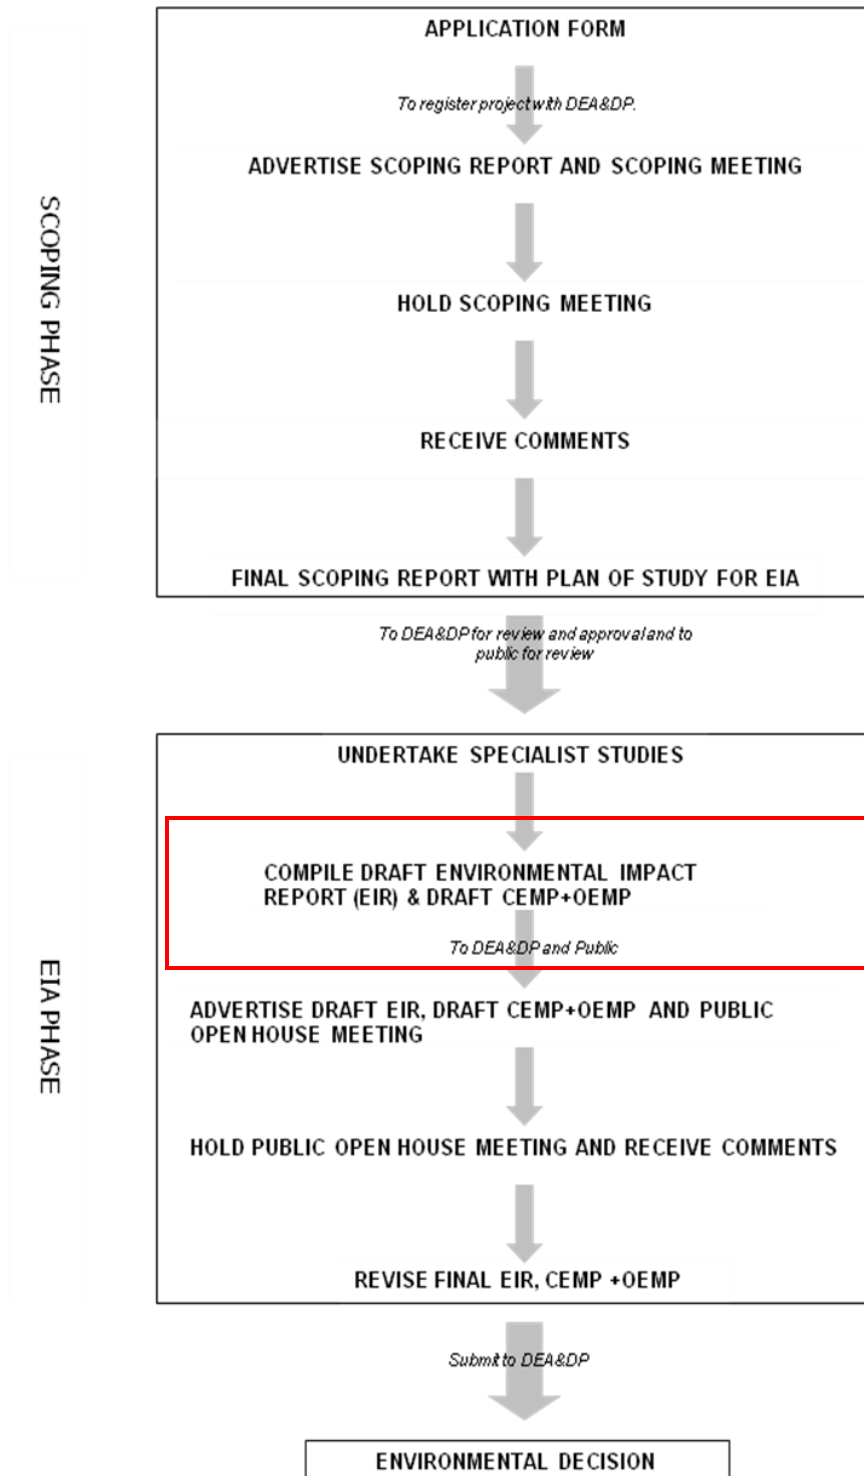 APPLICATION FORM
To register project with DEA&DP.
ADVERTISE SCOPING REPORT AND SCOPING MEETING
HOLD SCOPING MEETING
RECEIVE COMMENTS
FINAL SCOPING REPORT WITH PLAN OF STUDY FOR EIA
SCOPING PHASE
To DEA&DP for review and approval and to
public for review
UNDERTAKE SPECIALIST STUDIES
COMPILE DRAFT ENVIRONMENTAL IMPACT
REPORT (EIR) & DRAFT CEMP+OEMP
To DEA&DP and Public
ADVERTISE DRAFT EIR, DRAFT CEMP+OEMP AND PUBLIC
OPEN HOUSE MEETING
HOLD PUBLIC OPEN HOUSE MEETING AND RECEIVE COMMENTS
REVISE FINAL EIR, CEMP +OEMP
EIA PHASE
Submit to DEA&DP
ENVIRONMENTAL DECISION